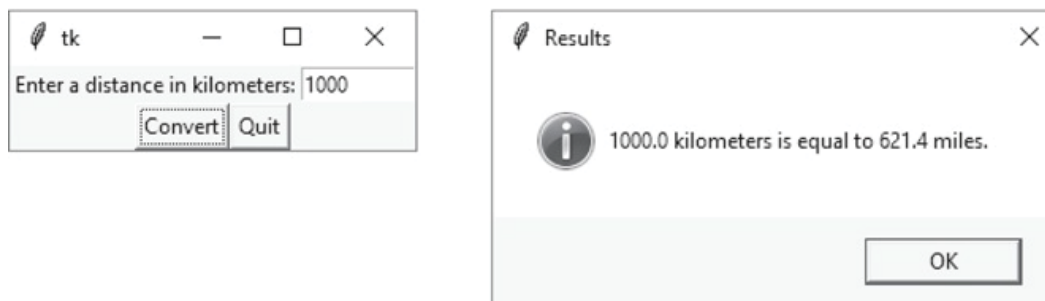 tk
Enter a distance in kilometers: 1000
Convert Quit
Results
1000.0 kilometers is equal to 621.4 miles.
OK